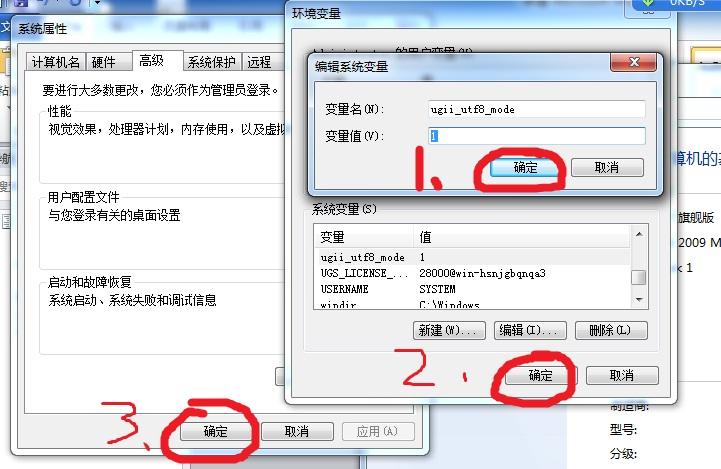 0KB/S
系统属性
环境变量
计算机名
硬件
高级
系统保护
远程
要进行大多数更改，您必须作为管理员登录。
性能
视觉效果，处理器计划，内存使用，以及虚拟
用户配置文件
与您登录有关的桌面设置
启动和故障恢复
系统启动、系统失败和调试信息
确定
取消
应用(A)
3、
编辑系统变量
变量名(N):
ugii_utf8_mode
变量值(V):
1
1、
确定
取消
系统变量(S)
变量 值
ugii_utf8_mode 1
UGS_LICENSE_... 28000@win-hsnjgbqnqa3
USERNAME SYSTEM
windir C:\Windows
新建(W)...
编辑(I)...
删除(L)
2.
确定
取消
算机的基
旗舰版
2009 M
k 1
制造商:
型号:
分级: